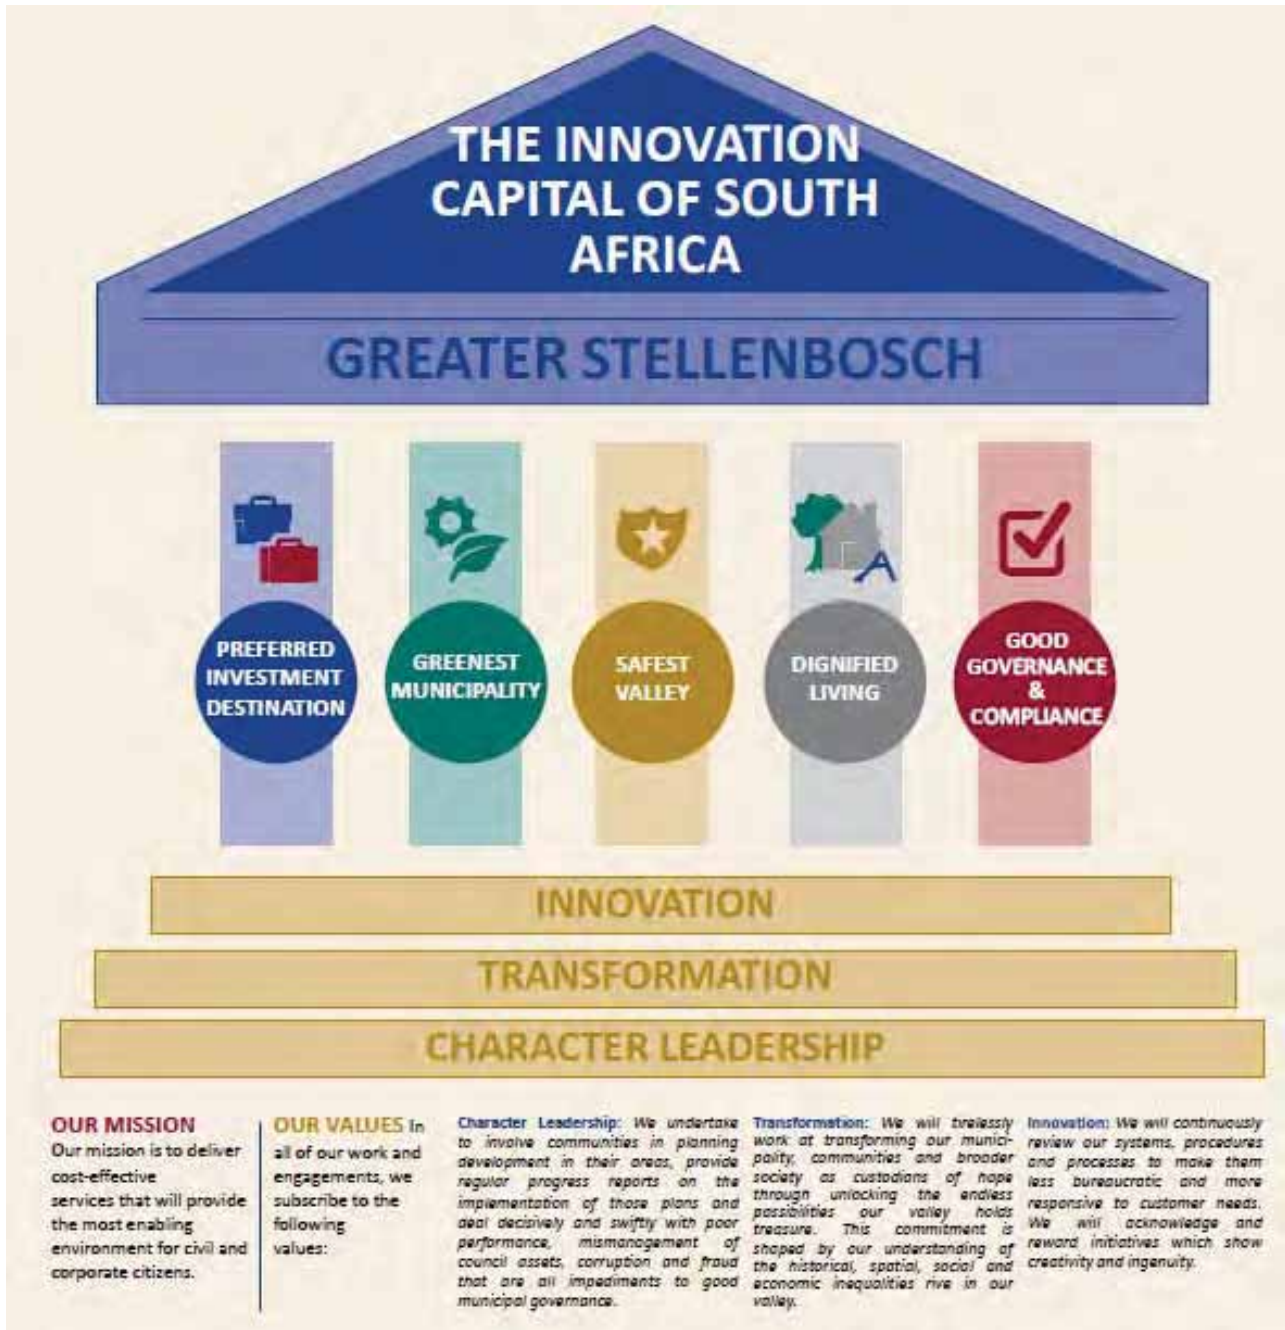 THE INNOVATION
CAPITAL OF SOUTH
AFRICA
GREATER STELLENBOSCH
PREFERRED
INVESTMENT
DESTINATION
GREENEST
MUNICIPALITY
SAFEST
VALLEY
DIGNIFIED
LIVING
GOOD
GOVERNANCE
&
COMPLIANCE
INNOVATION
TRANSFORMATION
CHARACTER LEADERSHIP
OUR MISSION
Our mission is to deliver
cost-effective
services that will provide
the most enabling
environment for civil and
corporate citizens.
OUR VALUES In
all of our work and
engagements, we
subscribe to the
following
values:
Character Leadership: We undertake
to involve communities in planning
development in their areas, provide
regular progress reports on the
implementation of those plans and
deal decisively and swiftly with poor
performance, mismanagement of
council assets, corruption and fraud
that are all impediments to good
municipal governance.
Transformation: We will tirelessly
work at transforming our munici-
pality, communities and broader
society as custodians of hope
through unlocking the endless
possibilities our valley holds
treasure. This commitment is
shaped by our understanding of
the historical, spatial, social and
economic inequalities rive in our
valley.
Innovation: We will continuously
review our systems, procedures
and processes to make them
less bureaucratic and more
responsive to customer needs.
We will acknowledge and
reward initiatives which show
creativity and ingenuity.